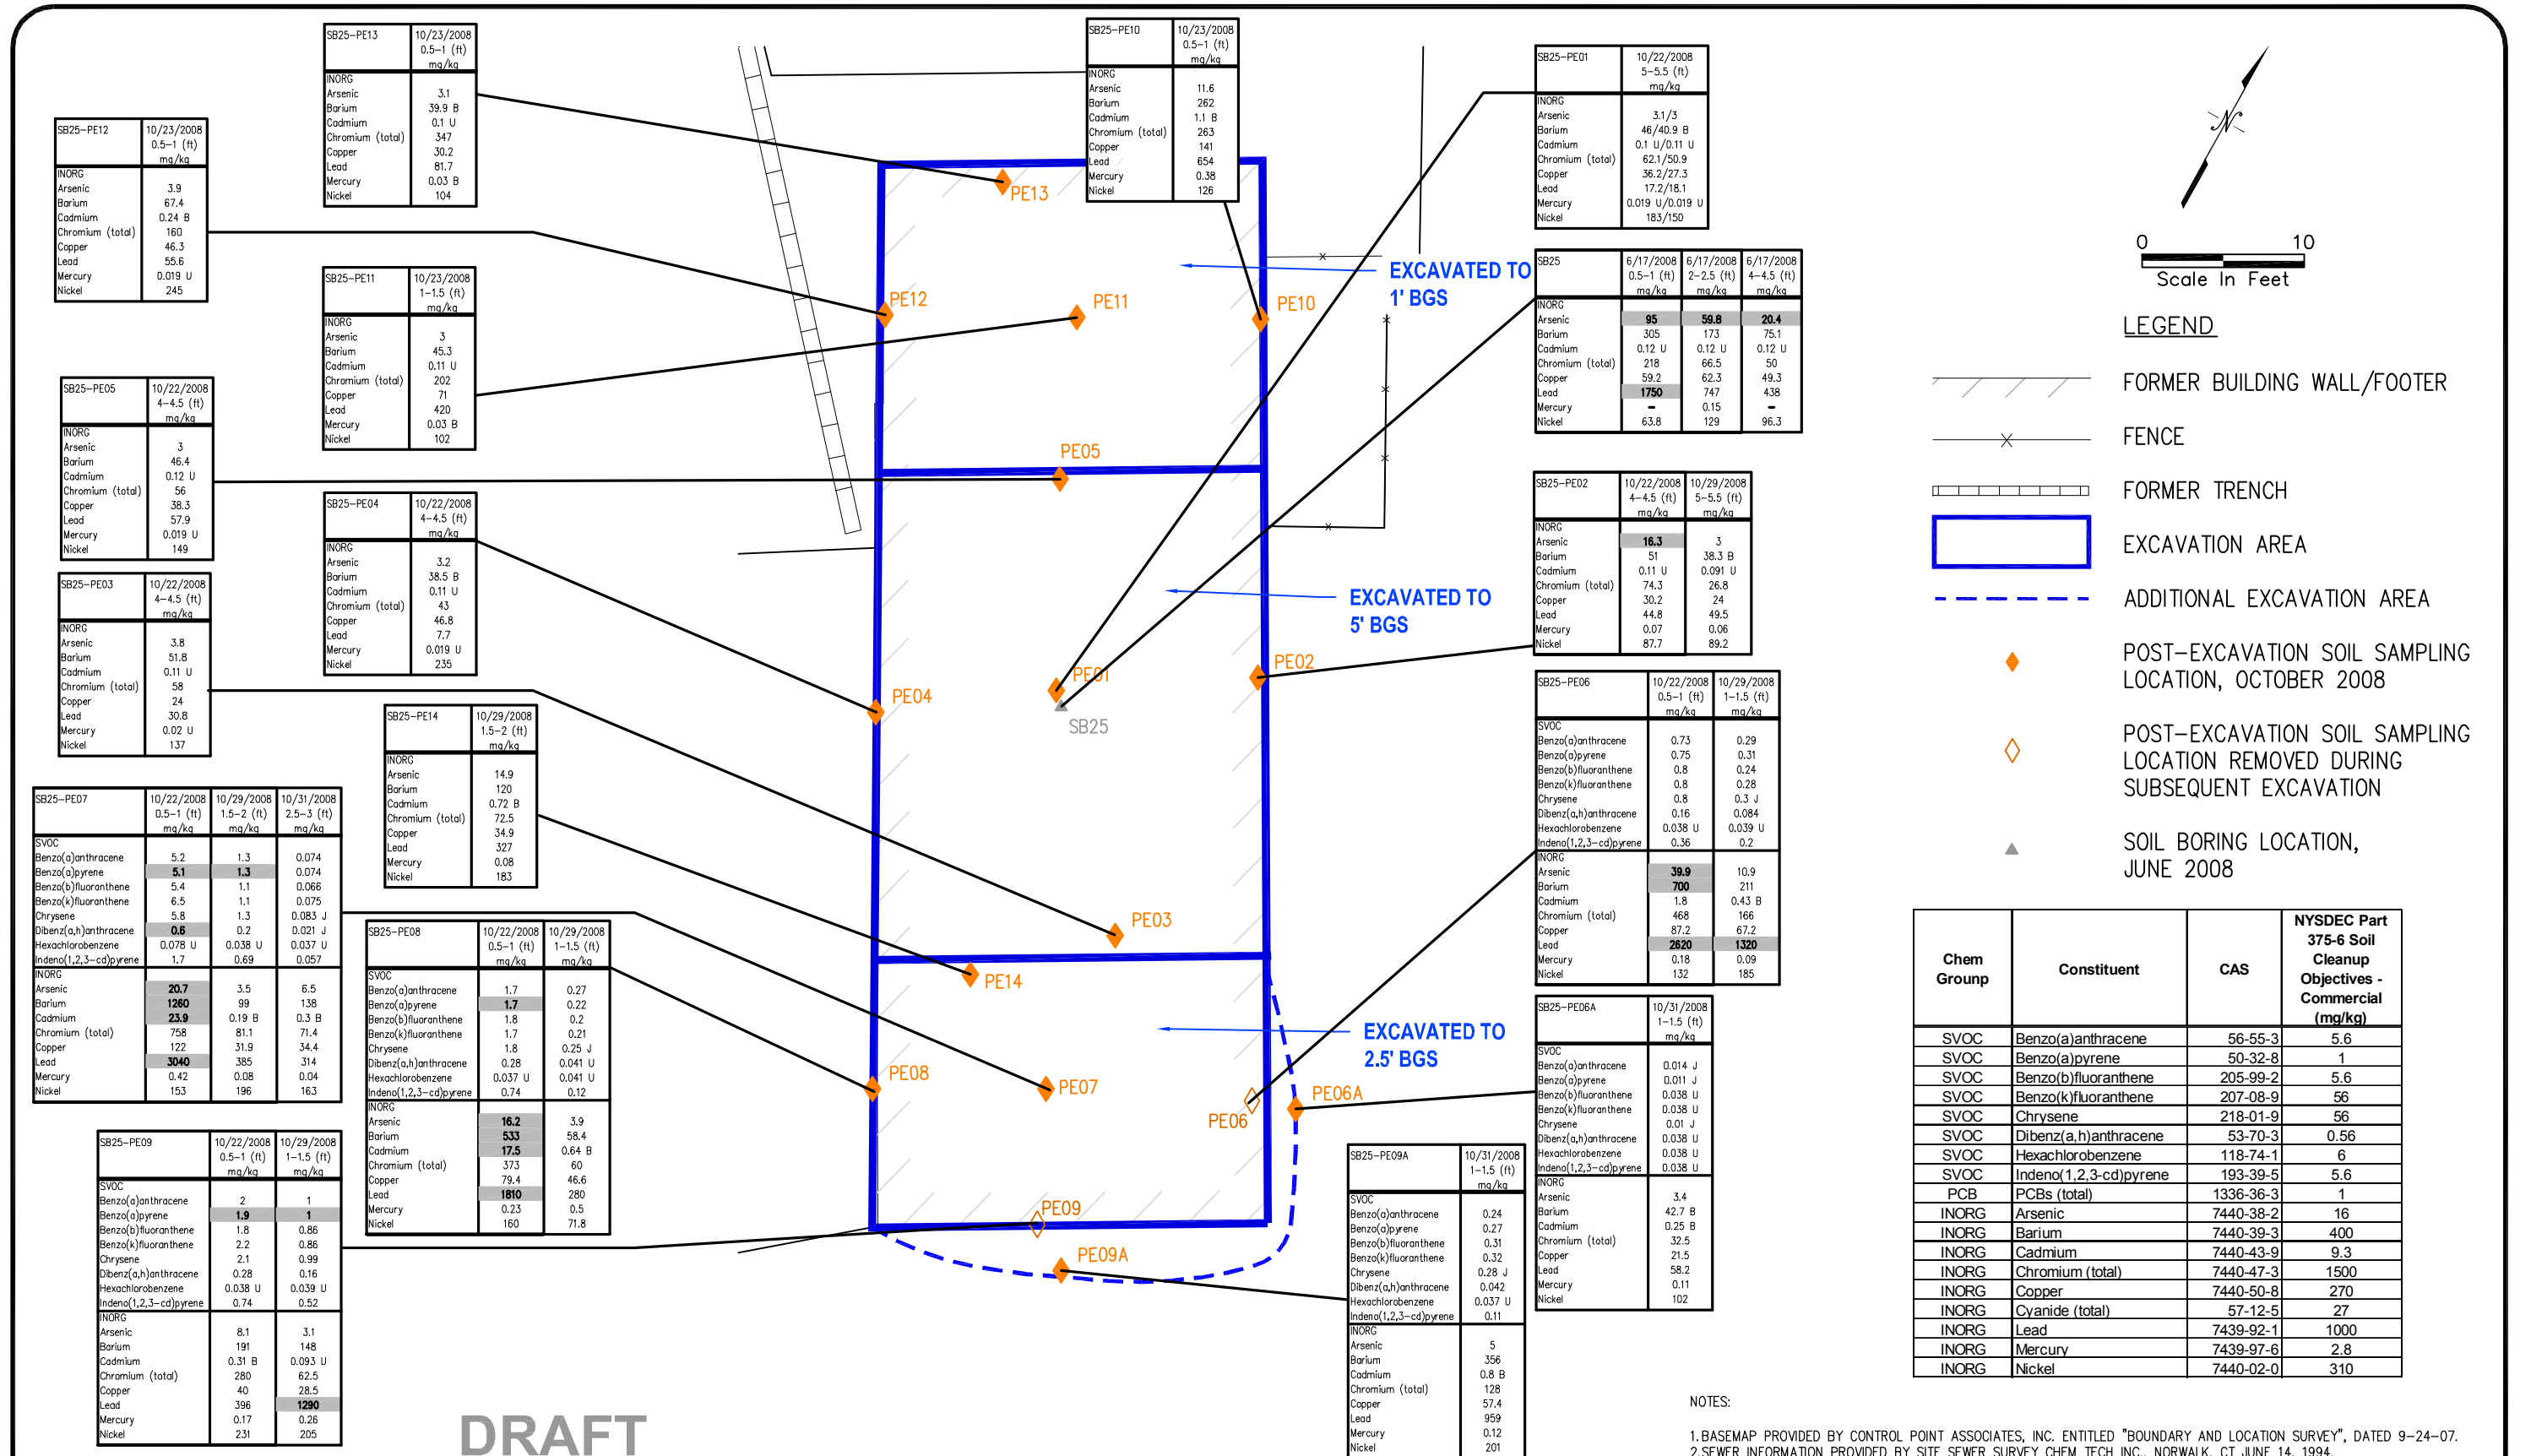 SB25-PE13 10/23/2008
0.5-1 (ft)
mg/kg
INORG
Arsenic 3.1
Barium 39.9 B
Cadmium 0.1 U
Chromium (total) 347
Copper 30.2
Lead 81.7
Mercury 0.03 B
Nickel 104
SB25-PE10 10/23/2008
0.5-1 (ft)
mg/kg
INORG
Arsenic 11.6
Barium 262
Cadmium 1.1 B
Chromium (total) 263
Copper 141
Lead 654
Mercury 0.38
Nickel 126
SB25-PE01 10/22/2008
5-5.5 (ft)
mg/kg
INORG
Arsenic 3.1/3
Barium 46/40.9 B
Cadmium 0.1 U/0.11 U
Chromium (total) 62.1/50.9
Copper 36.2/27.3
Lead 17.2/18.1
Mercury 0.019 U/0.019 U
Nickel 183/150
SB25-PE12 10/23/2008
0.5-1 (ft)
mg/kg
INORG
Arsenic 3.9
Barium 67.4
Cadmium 0.24 B
Chromium (total) 160
Copper 46.3
Lead 55.6
Mercury 0.019 U
Nickel 245
SB25-PE11 10/23/2008
1-1.5 (ft)
mg/kg
INORG
Arsenic 3
Barium 45.3
Cadmium 0.11 U
Chromium (total) 202
Copper 71
Lead 420
Mercury 0.03 B
Nickel 102
SB25 6/17/2008 6/17/2008 6/17/2008
0.5-1 (ft) 2-2.5 (ft) 4-4.5 (ft)
mg/kg mg/kg mg/kg
INORG
Arsenic 95 59.8 20.4
Barium 305 173 75.1
Cadmium 0.12 U 0.12 U 0.12 U
Chromium (total) 218 66.5 50
Copper 59.2 62.3 49.3
Lead 1750 747 438
Mercury - 0.15 -
Nickel 63.8 129 96.3
SB25-PE05 10/22/2008
4-4.5 (ft)
mg/kg
INORG
Arsenic 3
Barium 46.4
Cadmium 0.12 U
Chromium (total) 56
Copper 38.3
Lead 57.9
Mercury 0.019 U
Nickel 149
SB25-PE04 10/22/2008
4-4.5 (ft)
mg/kg
INORG
Arsenic 3.2
Barium 38.5 B
Cadmium 0.11 U
Chromium (total) 43
Copper 46.8
Lead 7.7
Mercury 0.019 U
Nickel 235
SB25-PE02 10/22/2008 10/29/2008
4-4.5 (ft) 5-5.5 (ft)
mg/kg mg/kg
INORG
Arsenic 16.3 3
Barium 51 38.3 B
Cadmium 0.11 U 0.091 U
Chromium (total) 74.3 26.8
Copper 30.2 24
Lead 44.8 49.5
Mercury 0.07 0.06
Nickel 87.7 89.2
SB25-PE03 10/22/2008
4-4.5 (ft)
mg/kg
INORG
Arsenic 3.8
Barium 51.8
Cadmium 0.11 U
Chromium (total) 58
Copper 24
Lead 30.8
Mercury 0.02 U
Nickel 137
SB25-PE14 10/29/2008
1.5-2 (ft)
mg/kg
INORG
Arsenic 14.9
Barium 120
Cadmium 0.72 B
Chromium (total) 72.5
Copper 34.9
Lead 327
Mercury 0.08
Nickel 183
SB25-PE06 10/22/2008 10/29/2008
0.5-1 (ft) 1-1.5 (ft)
mg/kg mg/kg
SVOC
Benzo(a)anthracene 0.73 0.29
Benzo(a)pyrene 0.75 0.31
Benzo(b)fluoranthene 0.8 0.24
Benzo(k)fluoranthene 0.8 0.28
Chrysene 0.8 0.3 J
Dibenz(a,h)anthracene 0.16 0.084
Hexachlorobenzene 0.038 U 0.039 U
Indeno(1,2,3-cd)pyrene 0.36 0.2
INORG
Arsenic 39.9 10.9
Barium 700 211
Cadmium 1.8 0.43 B
Chromium (total) 468 166
Copper 87.2 67.2
Lead 2620 1320
Mercury 0.18 0.09
Nickel 132 185
SB25-PE07 10/22/2008 10/29/2008 10/31/2008
0.5-1 (ft) 1.5-2 (ft) 2.5-3 (ft)
mg/kg mg/kg mg/kg
SVOC
Benzo(a)anthracene 5.2 1.3 0.074
Benzo(a)pyrene 5.1 1.3 0.074
Benzo(b)fluoranthene 5.4 1.1 0.066
Benzo(k)fluoranthene 6.5 1.1 0.075
Chrysene 5.8 1.3 0.083 J
Dibenz(a,h)anthracene 0.6 0.2 0.021 J
Hexachlorobenzene 0.078 U 0.038 U 0.037 U
Indeno(1,2,3-cd)pyrene 1.7 0.69 0.057
INORG
Arsenic 20.7 3.5 6.5
Barium 1260 99 138
Cadmium 23.9 0.19 B 0.3 B
Chromium (total) 758 81.1 71.4
Copper 122 31.9 34.4
Lead 3040 385 314
Mercury 0.42 0.08 0.04
Nickel 153 196 163
SB25-PE08 10/22/2008 10/29/2008
0.5-1 (ft) 1-1.5 (ft)
mg/kg mg/kg
SVOC
Benzo(a)anthracene 1.7 0.27
Benzo(a)pyrene 1.7 0.22
Benzo(b)fluoranthene 1.8 0.2
Benzo(k)fluoranthene 1.7 0.21
Chrysene 1.8 0.25 J
Dibenz(a,h)anthracene 0.28 0.041 U
Hexachlorobenzene 0.037 U 0.041 U
Indeno(1,2,3-cd)pyrene 0.74 0.12
INORG
Arsenic 16.2 3.9
Barium 533 58.4
Cadmium 17.5 0.64 B
Chromium (total) 373 60
Copper 79.4 46.6
Lead 1810 280
Mercury 0.23 0.5
Nickel 160 71.8
SB25-PE06A 10/31/2008
1-1.5 (ft)
mg/kg
SVOC
Benzo(a)anthracene 0.014 J
Benzo(a)pyrene 0.011 J
Benzo(b)fluoranthene 0.038 U
Benzo(k)fluoranthene 0.038 U
Chrysene 0.01 J
Dibenz(a,h)anthracene 0.038 U
Hexachlorobenzene 0.038 U
Indeno(1,2,3-cd)pyrene 0.038 U
INORG
Arsenic 3.4
Barium 42.7 B
Cadmium 0.25 B
Chromium (total) 32.5
Copper 21.5
Lead 58.2
Mercury 0.11
Nickel 102
SB25-PE09 10/22/2008 10/29/2008
0.5-1 (ft) 1-1.5 (ft)
mg/kg mg/kg
SVOC
Benzo(a)anthracene 2 1
Benzo(a)pyrene 1.9 1
Benzo(b)fluoranthene 1.8 0.86
Benzo(k)fluoranthene 2.2 0.86
Chrysene 2.1 0.99
Dibenz(a,h)anthracene 0.28 0.16
Hexachlorobenzene 0.038 U 0.039 U
Indeno(1,2,3-cd)pyrene 0.74 0.52
INORG
Arsenic 8.1 3.1
Barium 191 148
Cadmium 0.31 B 0.093 U
Chromium (total) 280 62.5
Copper 40 28.5
Lead 396 1290
Mercury 0.17 0.26
Nickel 231 205
SB25-PE09A 10/31/2008
1-1.5 (ft)
mg/kg
SVOC
Benzo(a)anthracene 0.24
Benzo(a)pyrene 0.27
Benzo(b)fluoranthene 0.31
Benzo(k)fluoranthene 0.32
Chrysene 0.28 J
Dibenz(a,h)anthracene 0.042
Hexachlorobenzene 0.037 U
Indeno(1,2,3-cd)pyrene 0.11
INORG
Arsenic 5
Barium 356
Cadmium 0.8 B
Chromium (total) 128
Copper 57.4
Lead 959
Mercury 0.12
Nickel 201
PE13
EXCAVATED TO
1' BGS
PE12
PE11
PE10
PE05
EXCAVATED TO
5' BGS
PE02
PE01
PE04
SB25
PE03
PE14
EXCAVATED TO
2.5' BGS
PE08
PE07
PE06A
PE06
PE09
PE09A
DRAFT
N
0 10
Scale In Feet
LEGEND
FORMER BUILDING WALL/FOOTER
FENCE
FORMER TRENCH
EXCAVATION AREA
ADDITIONAL EXCAVATION AREA
POST-EXCAVATION SOIL SAMPLING
LOCATION, OCTOBER 2008
POST-EXCAVATION SOIL SAMPLING
LOCATION REMOVED DURING
SUBSEQUENT EXCAVATION
SOIL BORING LOCATION,
JUNE 2008
Chem Grounp Constituent CAS NYSDEC Part 375-6 Soil Cleanup Objectives - Commercial (mg/kg)
SVOC Benzo(a)anthracene 56-55-3 5.6
SVOC Benzo(a)pyrene 50-32-8 1
SVOC Benzo(b)fluoranthene 205-99-2 5.6
SVOC Benzo(k)fluoranthene 207-08-9 56
SVOC Chrysene 218-01-9 56
SVOC Dibenz(a,h)anthracene 53-70-3 0.56
SVOC Hexachlorobenzene 118-74-1 6
SVOC Indeno(1,2,3-cd)pyrene 193-39-5 5.6
PCB PCBs (total) 1336-36-3 1
INORG Arsenic 7440-38-2 16
INORG Barium 7440-39-3 400
INORG Cadmium 7440-43-9 9.3
INORG Chromium (total) 7440-47-3 1500
INORG Copper 7440-50-8 270
INORG Cyanide (total) 57-12-5 27
INORG Lead 7439-92-1 1000
INORG Mercury 7439-97-6 2.8
INORG Nickel 7440-02-0 310
NOTES:
1. BASEMAP PROVIDED BY CONTROL POINT ASSOCIATES, INC. ENTITLED "BOUNDARY AND LOCATION SURVEY", DATED 9-24-07.
2. SEWER INFORMATION PROVIDED BY SITE SEWER SURVEY CHEM TECH INC., NORWALK, CT JUNE 14, 1994.